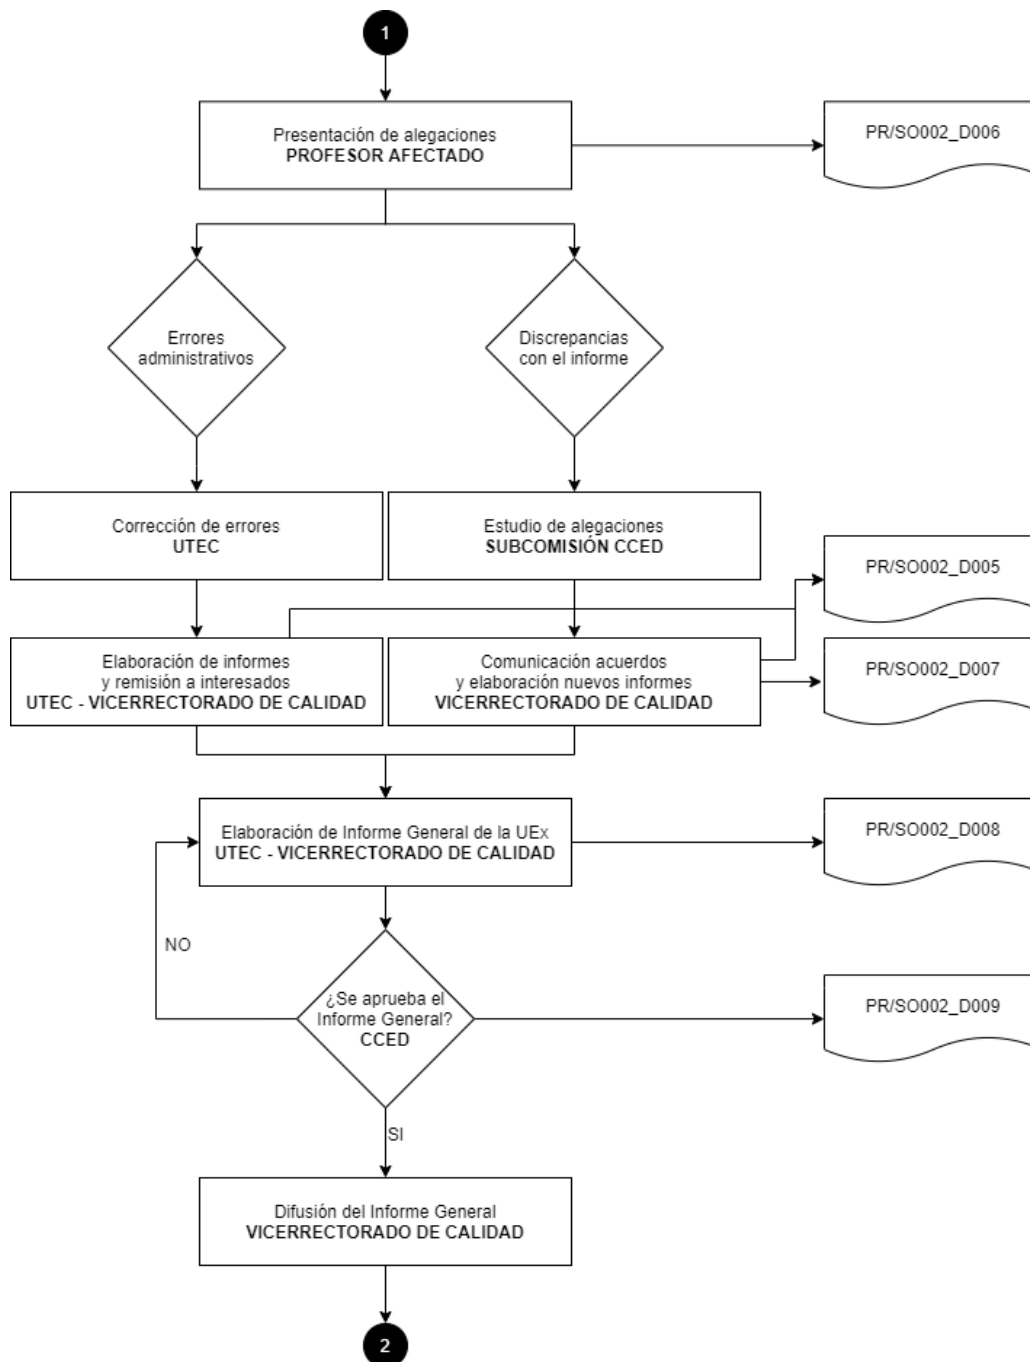 1
Presentación de alegaciones
PROFESOR AFECTADO
PR/SO002_D006
Errores
administrativos
Discrepancias
con el informe
Corrección de errores
UTEC
Estudio de alegaciones
SUBCOMISIÓN CCED
PR/SO002_D005
Elaboración de informes
y remisión a interesados
UTEC - VICERRECTORADO DE CALIDAD
Comunicación acuerdos
y elaboración nuevos informes
VICERRECTORADO DE CALIDAD
PR/SO002_D007
Elaboración de Informe General de la UEx
UTEC - VICERRECTORADO DE CALIDAD
PR/SO002_D008
NO
¿Se aprueba el
Informe General?
CCED
PR/SO002_D009
SI
Difusión del Informe General
VICERRECTORADO DE CALIDAD
2